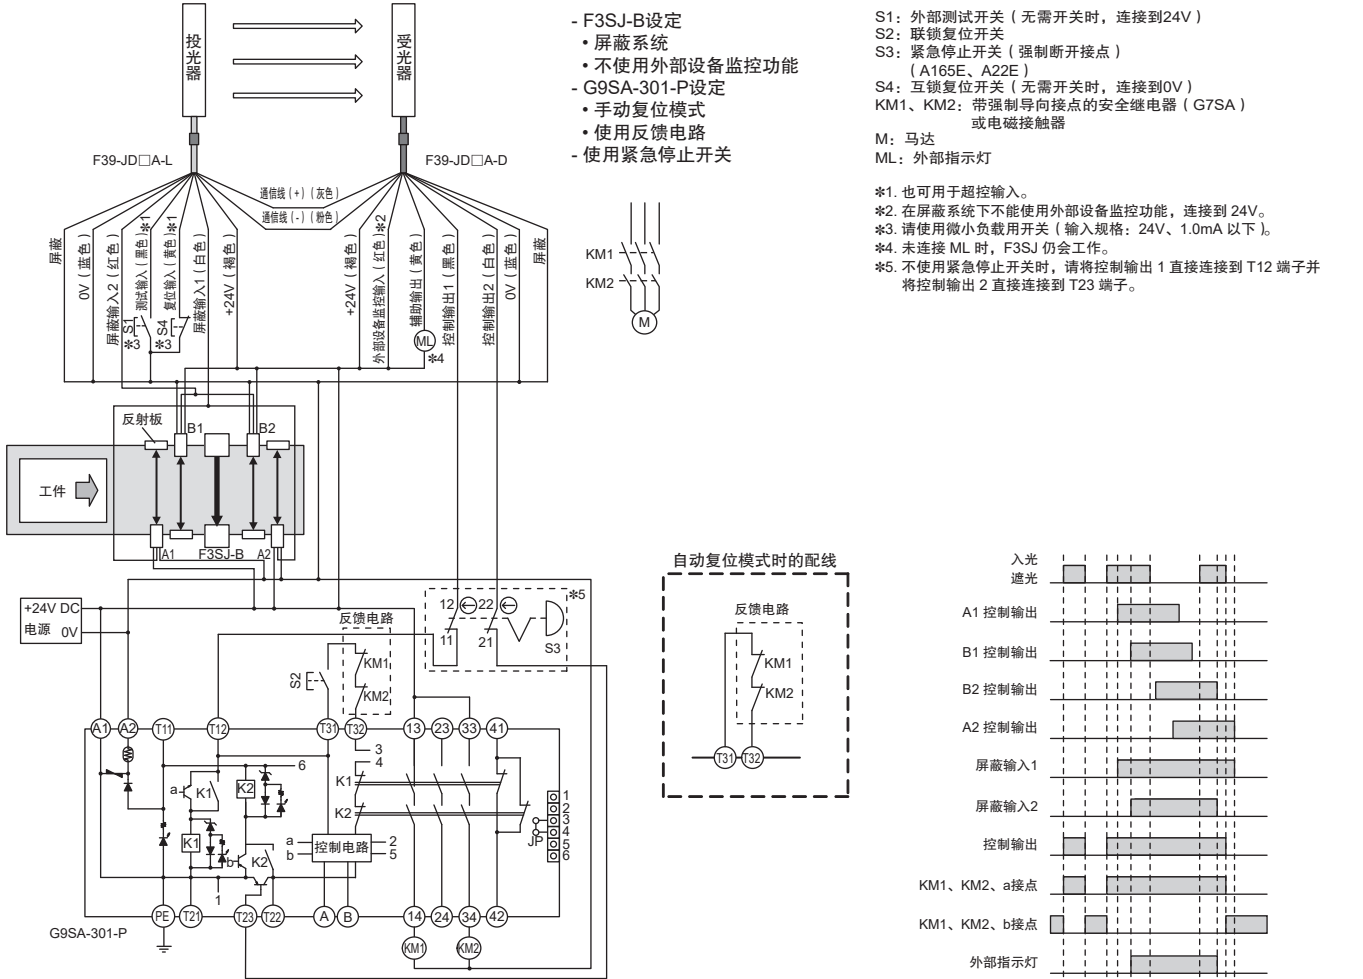 - F3SJ-B设定
• 屏蔽系统
• 不使用外部设备监控功能
- G9SA-301-P设定
• 手动复位模式
• 使用反馈电路
- 使用紧急停止开关
S1：外部测试开关（无需开关时，连接到24V）
S2：联锁复位开关
S3：紧急停止开关（强制断开接点）
（A165E、A22E）
S4：互锁复位开关（无需开关时，连接到0V）
KM1、KM2：带强制导向接点的安全继电器（G7SA）
或电磁接触器
M：马达
ML：外部指示灯
✻1. 也可用于超控输入。
✻2. 在屏蔽系统下不能使用外部设备监控功能，连接到 24V。
✻3. 请使用微小负载用开关（输入规格：24V、1.0mA 以下）。
✻4. 未连接 ML 时，F3SJ 仍会工作。
✻5. 不使用紧急停止开关时，请将控制输出 1 直接连接到 T12 端子并
将控制输出 2 直接连接到 T23 端子。
投光器
受光器
F39-JD□A-L
F39-JD□A-D
通信线（+）（灰色）
通信线（-）（粉色）
屏蔽
0V（蓝色）
屏蔽输入2（红色）
测试输入（黑色）✻1
复位输入（黄色）✻1
屏蔽输入1（白色）
+24V（褐色）
+24V（褐色）
外部设备监控输入（红色）✻2
辅助输出（黄色）
控制输出1（黑色）
控制输出2（白色）
0V（蓝色）
屏蔽
S1
✻3
S4
✻3
ML
✻4
KM1
KM2
M
反射板
B1
B2
工件
A1
F3SJ-B
A2
+24V DC
电源 0V
反馈电路
S2
KM1
KM2
12
22
11
21
✻5
S3
A1
A2
T11
T12
T31
T32
13
23
33
41
3
4
6
a
K1
K2
K1
K2
K1
b
K2
1
a
b
控制电路
2
5
JP
1
2
3
4
5
6
PE
T21
T23
T22
A
B
14
24
34
42
KM1
KM2
G9SA-301-P
自动复位模式时的配线
反馈电路
KM1
KM2
T31
T32
入光
遮光
A1 控制输出
B1 控制输出
B2 控制输出
A2 控制输出
屏蔽输入1
屏蔽输入2
控制输出
KM1、KM2、a接点
KM1、KM2、b接点
外部指示灯